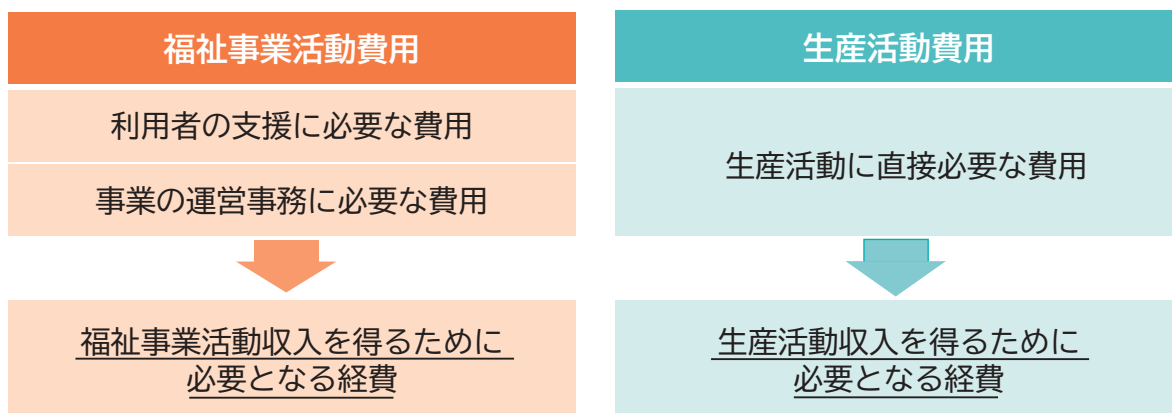 福祉事業活動費用
利用者の支援に必要な費用
事業の運営事務に必要な費用
福祉事業活動収入を得るために
必要となる経費
生産活動費用
生産活動に直接必要な費用
生産活動収入を得るために
必要となる経費